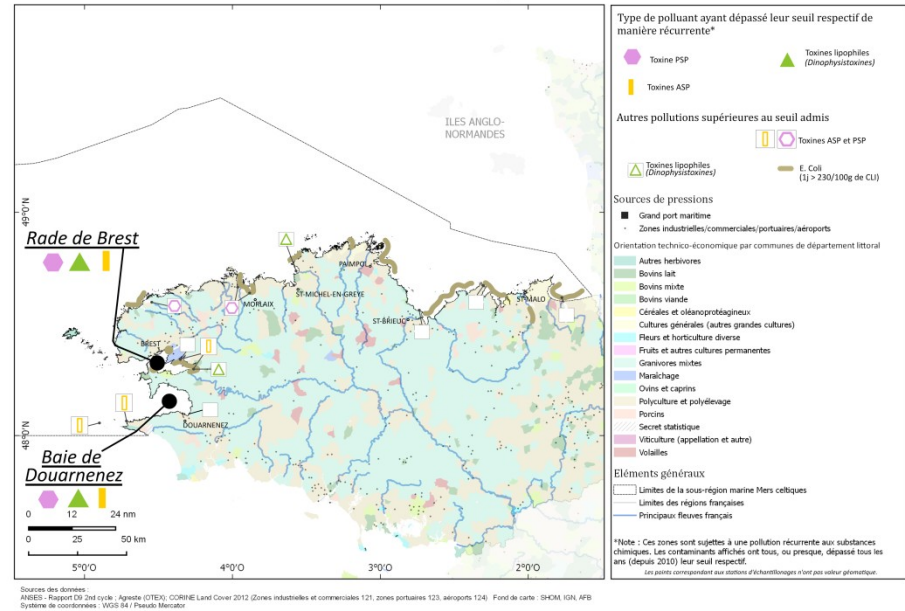 Type de polluant ayant dépassé leur seuil respectif de
manière récurrente*
Toxine PSP
Toxines lipophiles
(Dinophysistoxines)
Toxines ASP
Autres pollutions supérieures au seuil admis
Toxines ASP et PSP
Toxines lipophiles
(Dinophysistoxines)
E. Coli
(1j > 230/100g de CLI)
Sources de pressions
Grand port maritime
Zones industrielles/commerciales/portuaires/aéroports
Orientation technico-économique par communes de département littoral
Autres herbivores
Bovins lait
Bovins mixte
Bovins viande
Céréales et oléanoprotéagineux
Cultures générales (autres grandes cultures)
Fleurs et horticulture diverse
Fruits et autres cultures permanentes
Granivores mixtes
Maraîchage
Ovins et caprins
Polyculture et polyélevage
Porcins
Secret statistique
Viticulture (appellation et autre)
Volailles
Eléments généraux
Limites de la sous-région marine Mers celtiques
Limites des régions françaises
Principaux fleuves français
*Note : Ces zones sont sujettes à une pollution récurrente aux substances
chimiques. Les contaminants affichés ont tous, ou presque, dépassé tous les
ans (depuis 2010) leur seuil respectif.
Les points correspondant aux stations d'échantillonages n'ont pas valeur géomatique.
ILES ANGLO-
NORMANDES
49°0'N
48°0'N
Rade de Brest
PAIMPOL
ST-MICHEL-EN-GREYE
MORLAIX
ST-BRIEUC
ST-MALO
BREST
DOUARNENEZ
Baie de
Douarnenez
0 12 24 nm
0 25 50 km
5°0'O 4°0'O 3°0'O 2°0'O
Sources des données :
ANSES - Rapport D9 2nd cycle ; Agreste (OTEX); CORINE Land Cover 2012 (Zones industrielles et commerciales 121, zones portuaires 123, aéroports 124) Fond de carte : SHOM, IGN, AFB
Système de coordonnées : WGS 84 / Pseudo Mercator